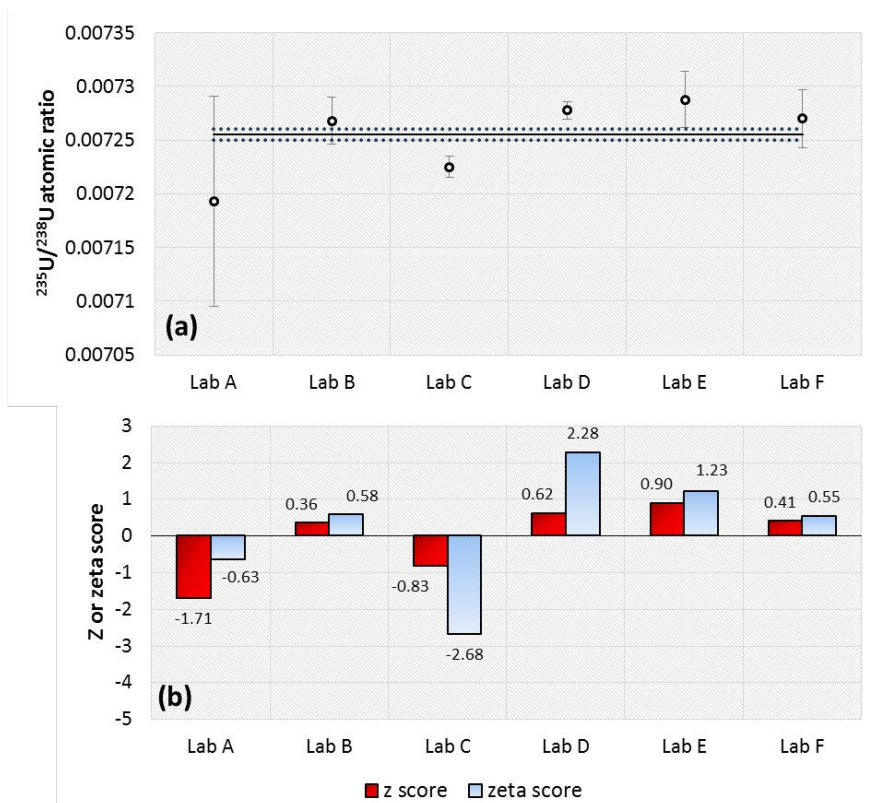 0.00735
0.0073
0.00725
0.0072
0.00715
0.0071
0.00705
²³⁵U/²³⁸U atomic ratio
(a)
Lab A Lab B Lab C Lab D Lab E Lab F
3
2
1
0
-1
-2
-3
-4
-5
Z or zeta score
-1.71 -0.63 0.36 0.58 -0.83 -2.68 0.62 2.28 0.90 1.23 0.41 0.55
(b)
Lab A Lab B Lab C Lab D Lab E Lab F
z score zeta score